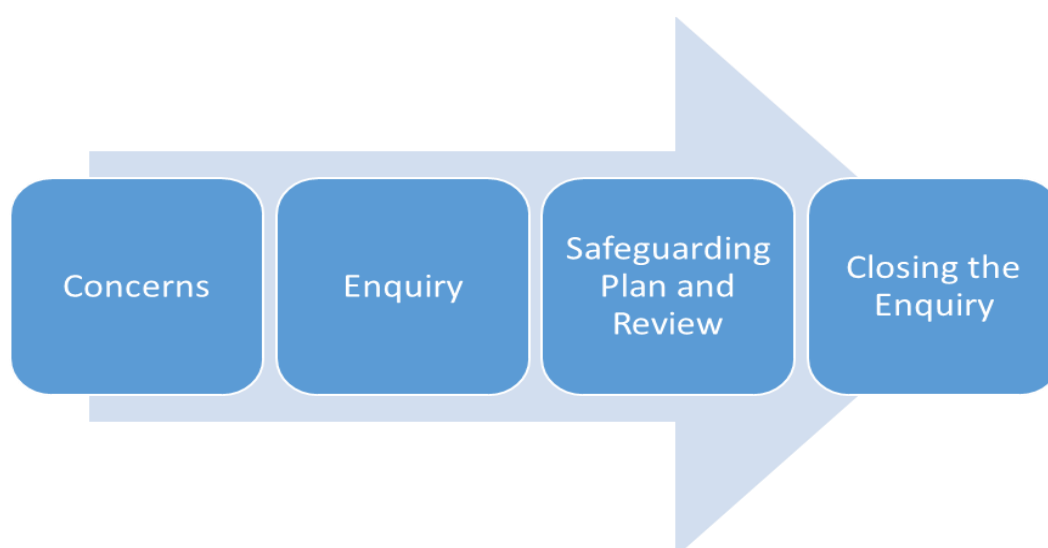 Concerns
Enquiry
Safeguarding
Plan and
Review
Closing the
Enquiry